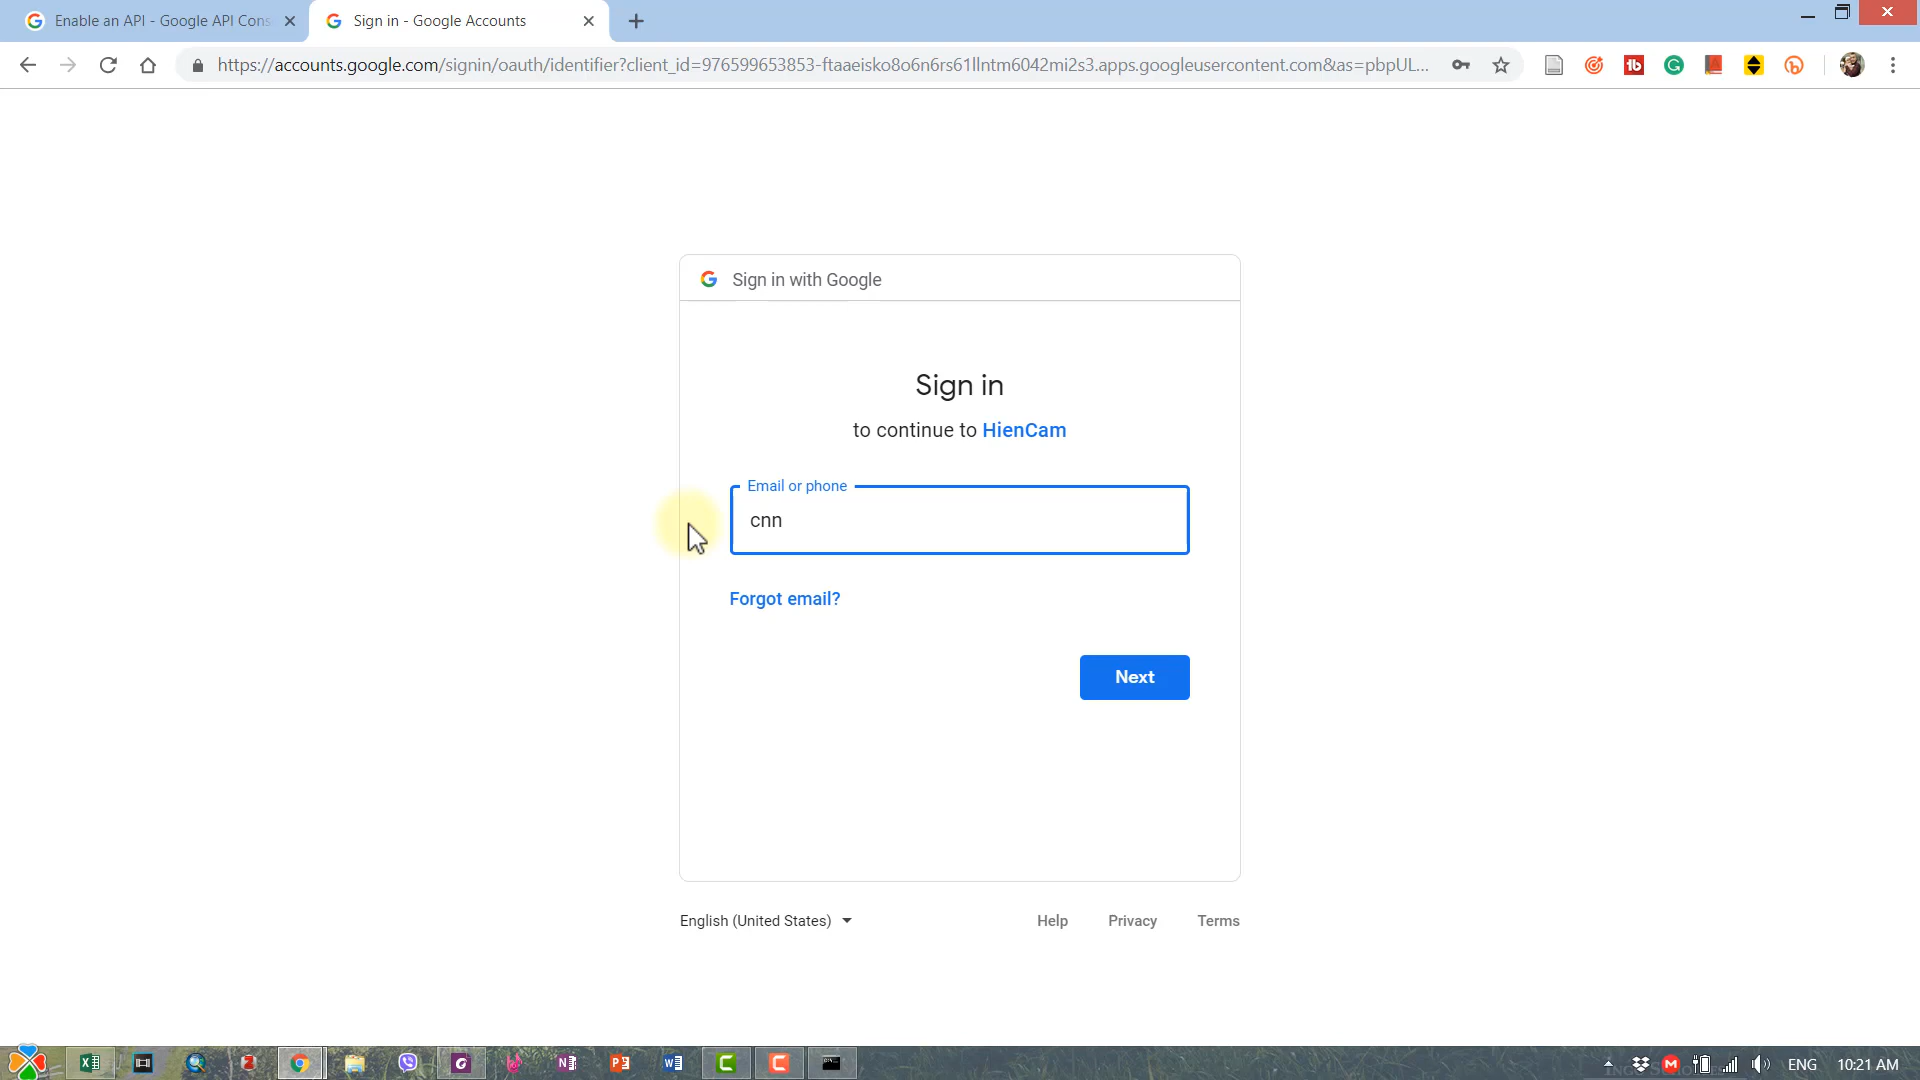 Enable an API - Google API Cons
Sign in - Google Accounts
https://accounts.google.com/signin/oauth/identifier?client_id=976599653853-ftaaeisko8o6n6rs61llntm6042mi2s3.apps.googleusercontent.com&as=pbpUL...
Sign in with Google
Sign in
to continue to HienCam
Email or phone
cnn
Forgot email?
Next
English (United States)
Help
Privacy
Terms
ENG
10:21 AM